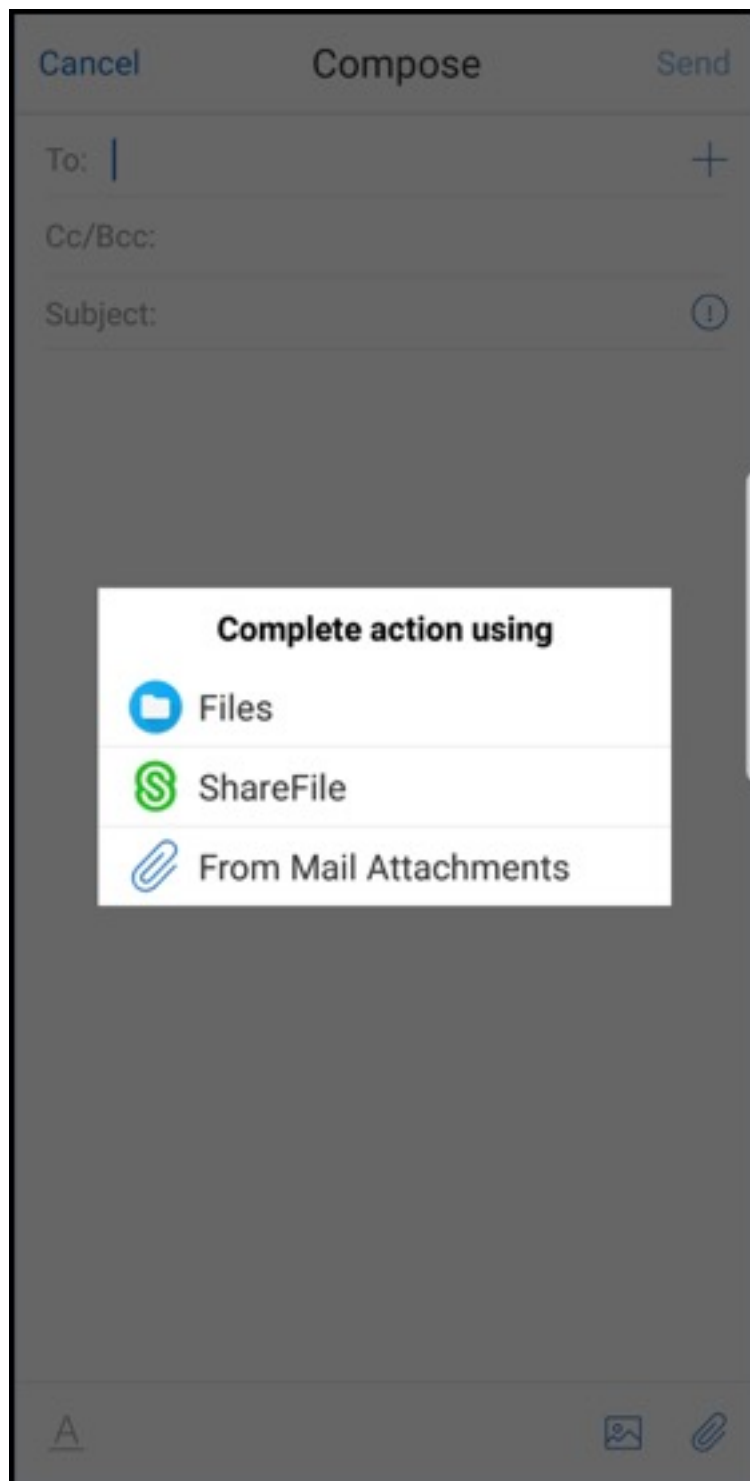 Cancel Compose Send
To:
Cc/Bcc:
Subject:
Complete action using
Files
ShareFile
From Mail Attachments
A